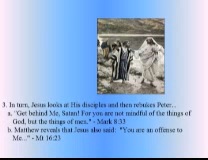 3. In turn, Jesus looks at His disciples and then rebukes Peter...
a. "Get behind Me, Satan! For you are not mindful of the things of
God, but the things of men." - Mark 8:33
b. Matthew reveals that Jesus also said: "You are an offense to
Me..." - Mt 16:23